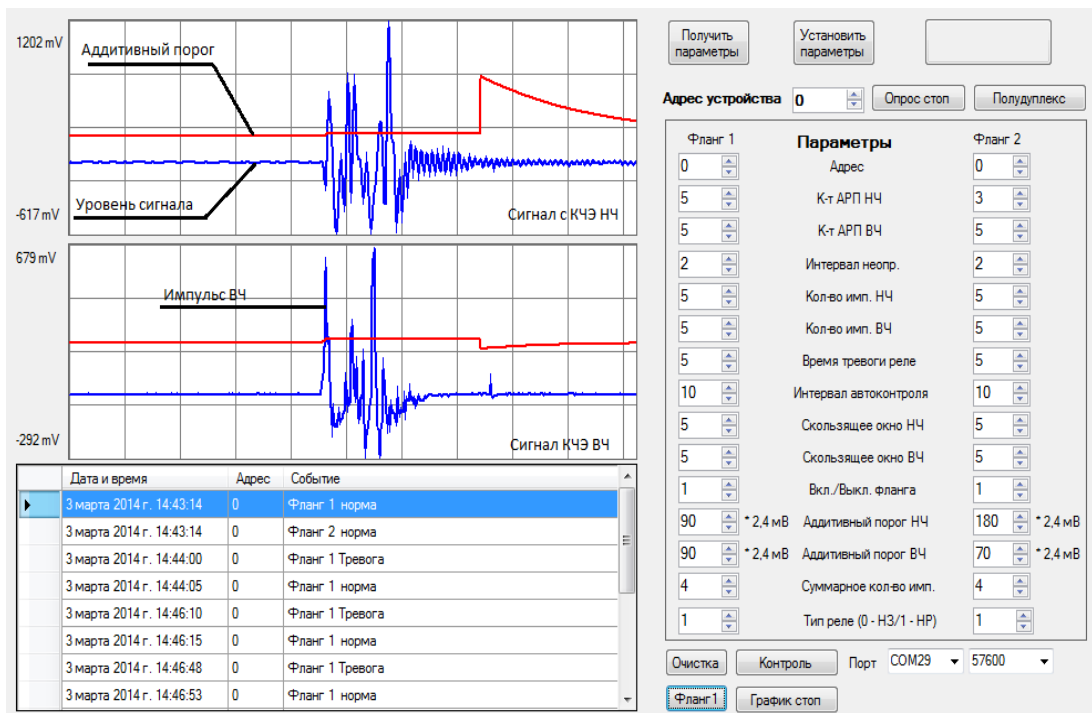 1202 mV
Аддитивный порог
Уровень сигнала
-617 mV
Сигнал с КЧЭ НЧ
679 mV
Импульс ВЧ
-292 mV
Сигнал КЧЭ ВЧ
Дата и время Адрес Событие
3 марта 2014 г. 14:43:14 0 Фланг 1 норма
3 марта 2014 г. 14:43:14 0 Фланг 2 норма
3 марта 2014 г. 14:44:00 0 Фланг 1 Тревога
3 марта 2014 г. 14:44:05 0 Фланг 1 норма
3 марта 2014 г. 14:46:10 0 Фланг 1 Тревога
3 марта 2014 г. 14:46:15 0 Фланг 1 норма
3 марта 2014 г. 14:46:48 0 Фланг 1 Тревога
3 марта 2014 г. 14:46:53 0 Фланг 1 норма
Получить
параметры
Установить
параметры
Адрес устройства 0 Опрос стоп Полудуплекс
Фланг 1 Параметры Фланг 2
0 Адрес 0
5 К-т АРП НЧ 3
5 К-т АРП ВЧ 5
2 Интервал неопр. 2
5 Кол-во имп. НЧ 5
5 Кол-во имп. ВЧ 5
5 Время тревоги реле 5
10 Интервал автоконтроля 10
5 Скользящее окно НЧ 5
5 Скользящее окно ВЧ 5
1 Вкл./Выкл. фланга 1
90 * 2,4 мВ Аддитивный порог НЧ 180 * 2,4 мВ
90 * 2,4 мВ Аддитивный порог ВЧ 70 * 2,4 мВ
4 Суммарное кол-во имп. 4
1 Тип реле (0 - НЗ/1 - НР) 1
Очистка Контроль Порт COM29 57600
Фланг1 График стоп